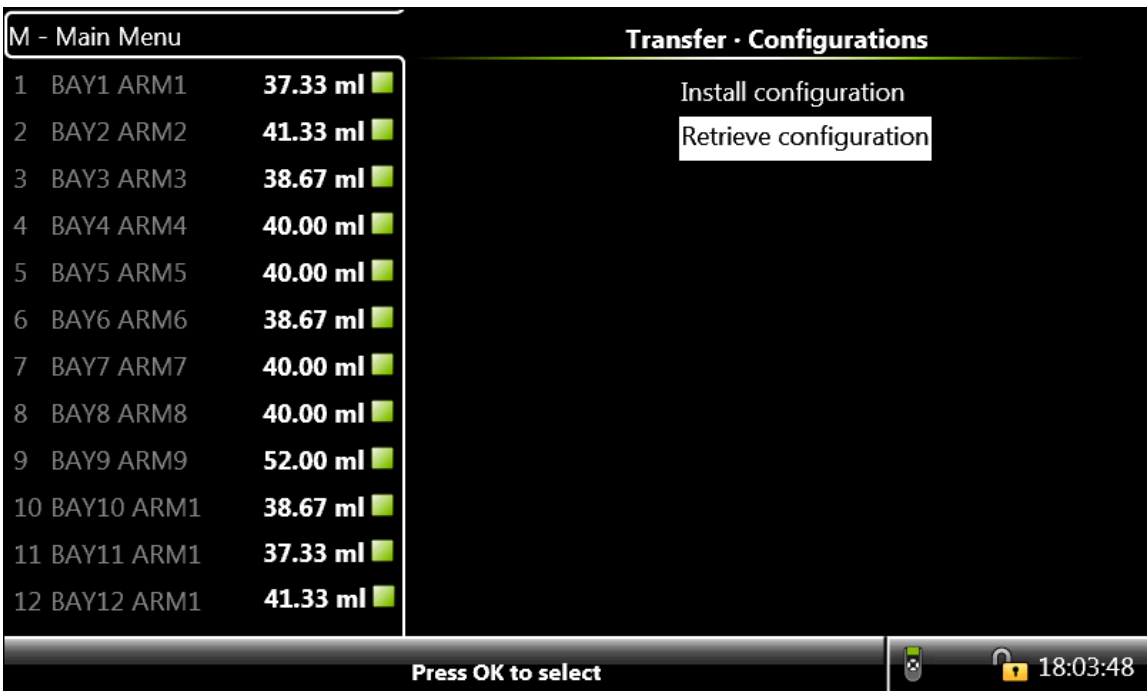 M - Main Menu
1 BAY1 ARM1 37.33 ml
2 BAY2 ARM2 41.33 ml
3 BAY3 ARM3 38.67 ml
4 BAY4 ARM4 40.00 ml
5 BAY5 ARM5 40.00 ml
6 BAY6 ARM6 38.67 ml
7 BAY7 ARM7 40.00 ml
8 BAY8 ARM8 40.00 ml
9 BAY9 ARM9 52.00 ml
10 BAY10 ARM1 38.67 ml
11 BAY11 ARM1 37.33 ml
12 BAY12 ARM1 41.33 ml
Transfer · Configurations
Install configuration
Retrieve configuration
Press OK to select
18:03:48